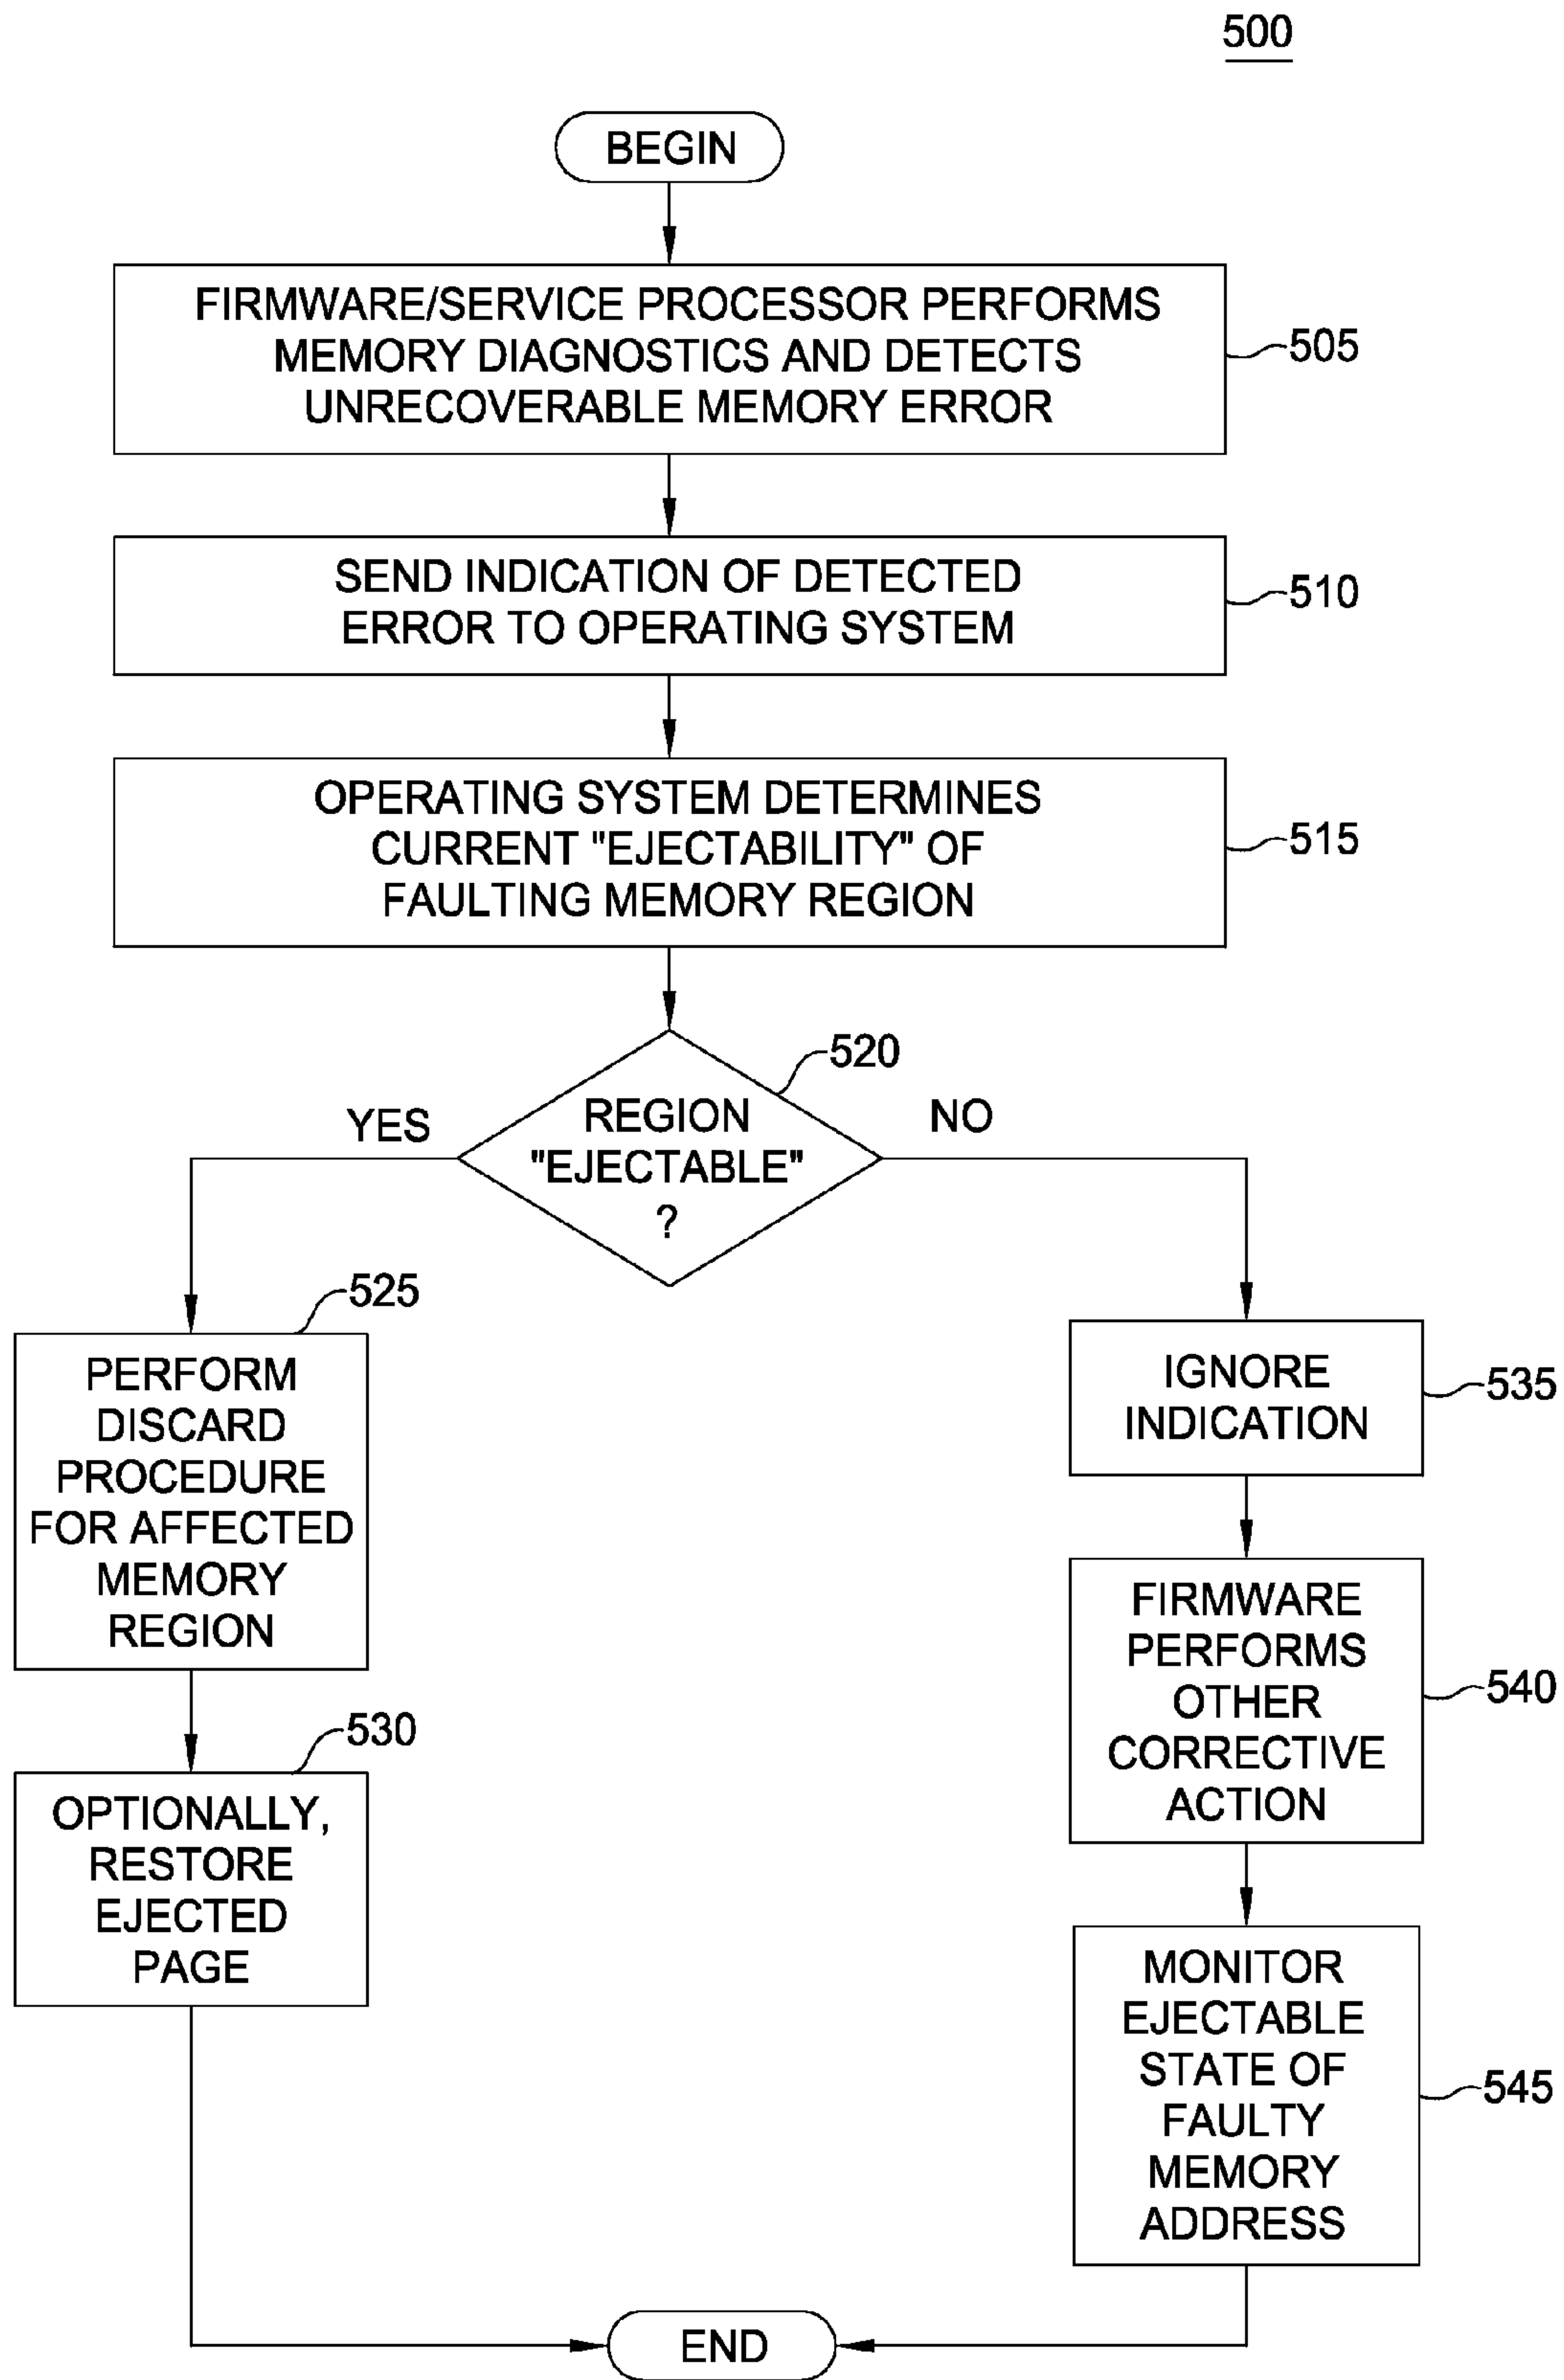 500
BEGIN
FIRMWARE/SERVICE PROCESSOR PERFORMS
MEMORY DIAGNOSTICS AND DETECTS
UNRECOVERABLE MEMORY ERROR
505
SEND INDICATION OF DETECTED
ERROR TO OPERATING SYSTEM
510
OPERATING SYSTEM DETERMINES
CURRENT "EJECTABILITY" OF
FAULTING MEMORY REGION
515
520
YES
REGION
"EJECTABLE"
?
NO
525
PERFORM
DISCARD
PROCEDURE
FOR AFFECTED
MEMORY
REGION
530
OPTIONALLY,
RESTORE
EJECTED
PAGE
IGNORE
INDICATION
535
FIRMWARE
PERFORMS
OTHER
CORRECTIVE
ACTION
540
MONITOR
EJECTABLE
STATE OF
FAULTY
MEMORY
ADDRESS
545
END